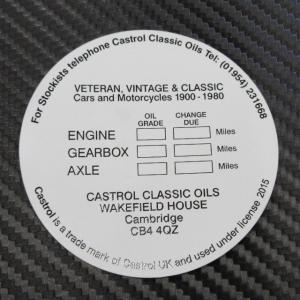 For Stockists telephone Castrol Classic Oils Tel: (01954) 231668
VETERAN, VINTAGE & CLASSIC
Cars and Motorcycles 1900 - 1980
OIL GRADE CHANGE DUE
ENGINE Miles
GEARBOX Miles
AXLE Miles
CASTROL CLASSIC OILS
WAKEFIELD HOUSE
Cambridge
CB4 4QZ
Castrol is a trade mark of Castrol UK and used under license 2015